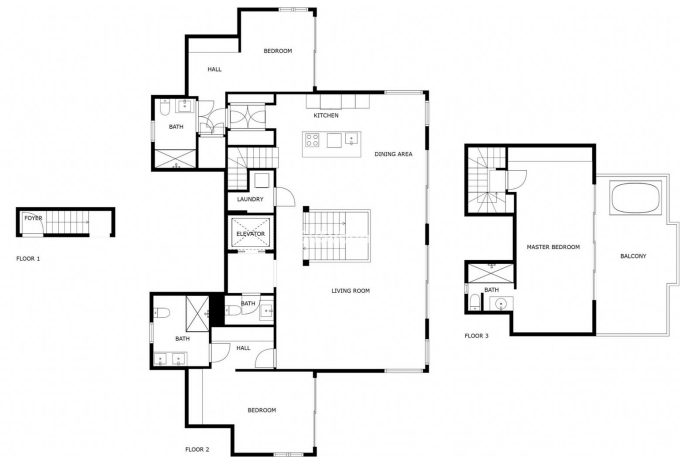 FOYER
FLOOR 1
BEDROOM
HALL
BATH
KITCHEN
DINING AREA
LAUNDRY
ELEVATOR
LIVING ROOM
BATH
BATH
HALL
BEDROOM
FLOOR 2
MASTER BEDROOM
BALCONY
BATH
FLOOR 3